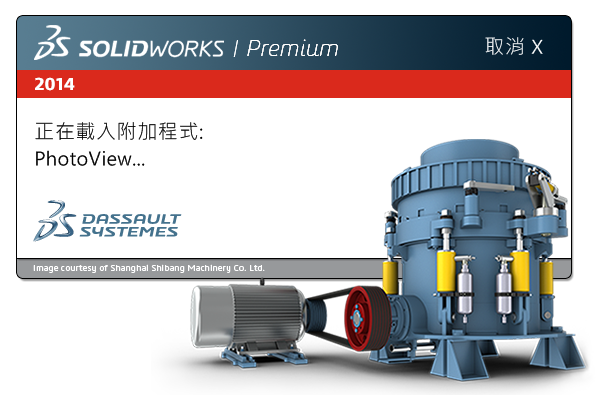 SOLIDWORKS | Premium
取消 X
2014
正在載入附加程式:
PhotoView...
DASSAULT
SYSTEMES
Image courtesy of Shanghai Shibang Machinery Co. Ltd.